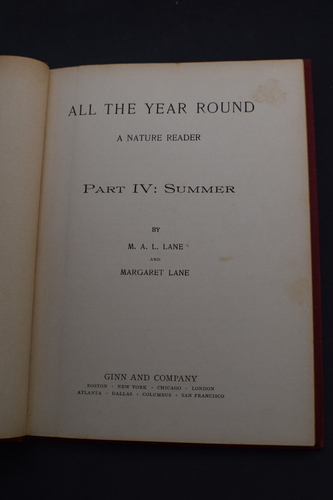 ALL THE YEAR ROUND
A NATURE READER
PART IV: SUMMER
BY
M. A. L. LANE
AND
MARGARET LANE
GINN AND COMPANY
BOSTON · NEW YORK · CHICAGO · LONDON
ATLANTA · DALLAS · COLUMBUS · SAN FRANCISCO